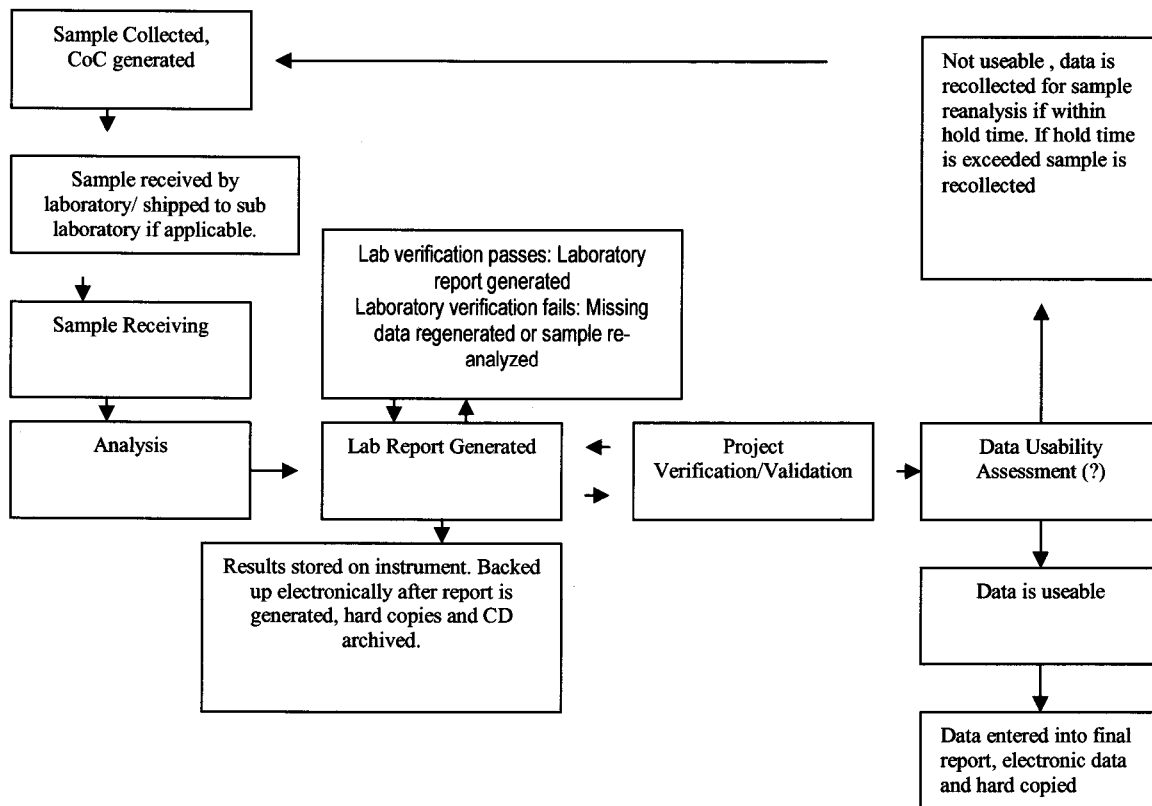 Sample Collected,
CoC generated
Sample received by
laboratory/ shipped to sub
laboratory if applicable.
Sample Receiving
Analysis
Lab verification passes: Laboratory
report generated
Laboratory verification fails: Missing
data regenerated or sample re-
analyzed
Lab Report Generated
Results stored on instrument. Backed
up electronically after report is
generated, hard copies and CD
archived.
Project
Verification/Validation
Not useable , data is
recollected for sample
reanalysis if within
hold time. If hold time
is exceeded sample is
recollected
Data Usability
Assessment (?)
Data is useable
Data entered into final
report, electronic data
and hard copied